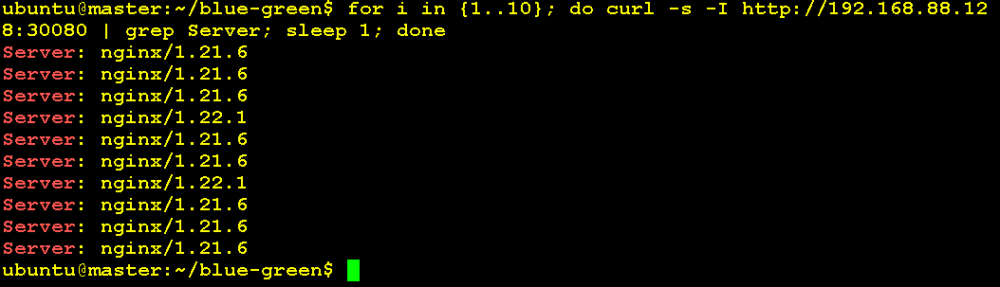 ubuntu@master:~/blue-green$ for i in {1..10}; do curl -s -I http://192.168.88.12
8:30080 | grep Server; sleep 1; done
Server: nginx/1.21.6
Server: nginx/1.21.6
Server: nginx/1.21.6
Server: nginx/1.22.1
Server: nginx/1.21.6
Server: nginx/1.21.6
Server: nginx/1.22.1
Server: nginx/1.21.6
Server: nginx/1.21.6
Server: nginx/1.21.6
ubuntu@master:~/blue-green$